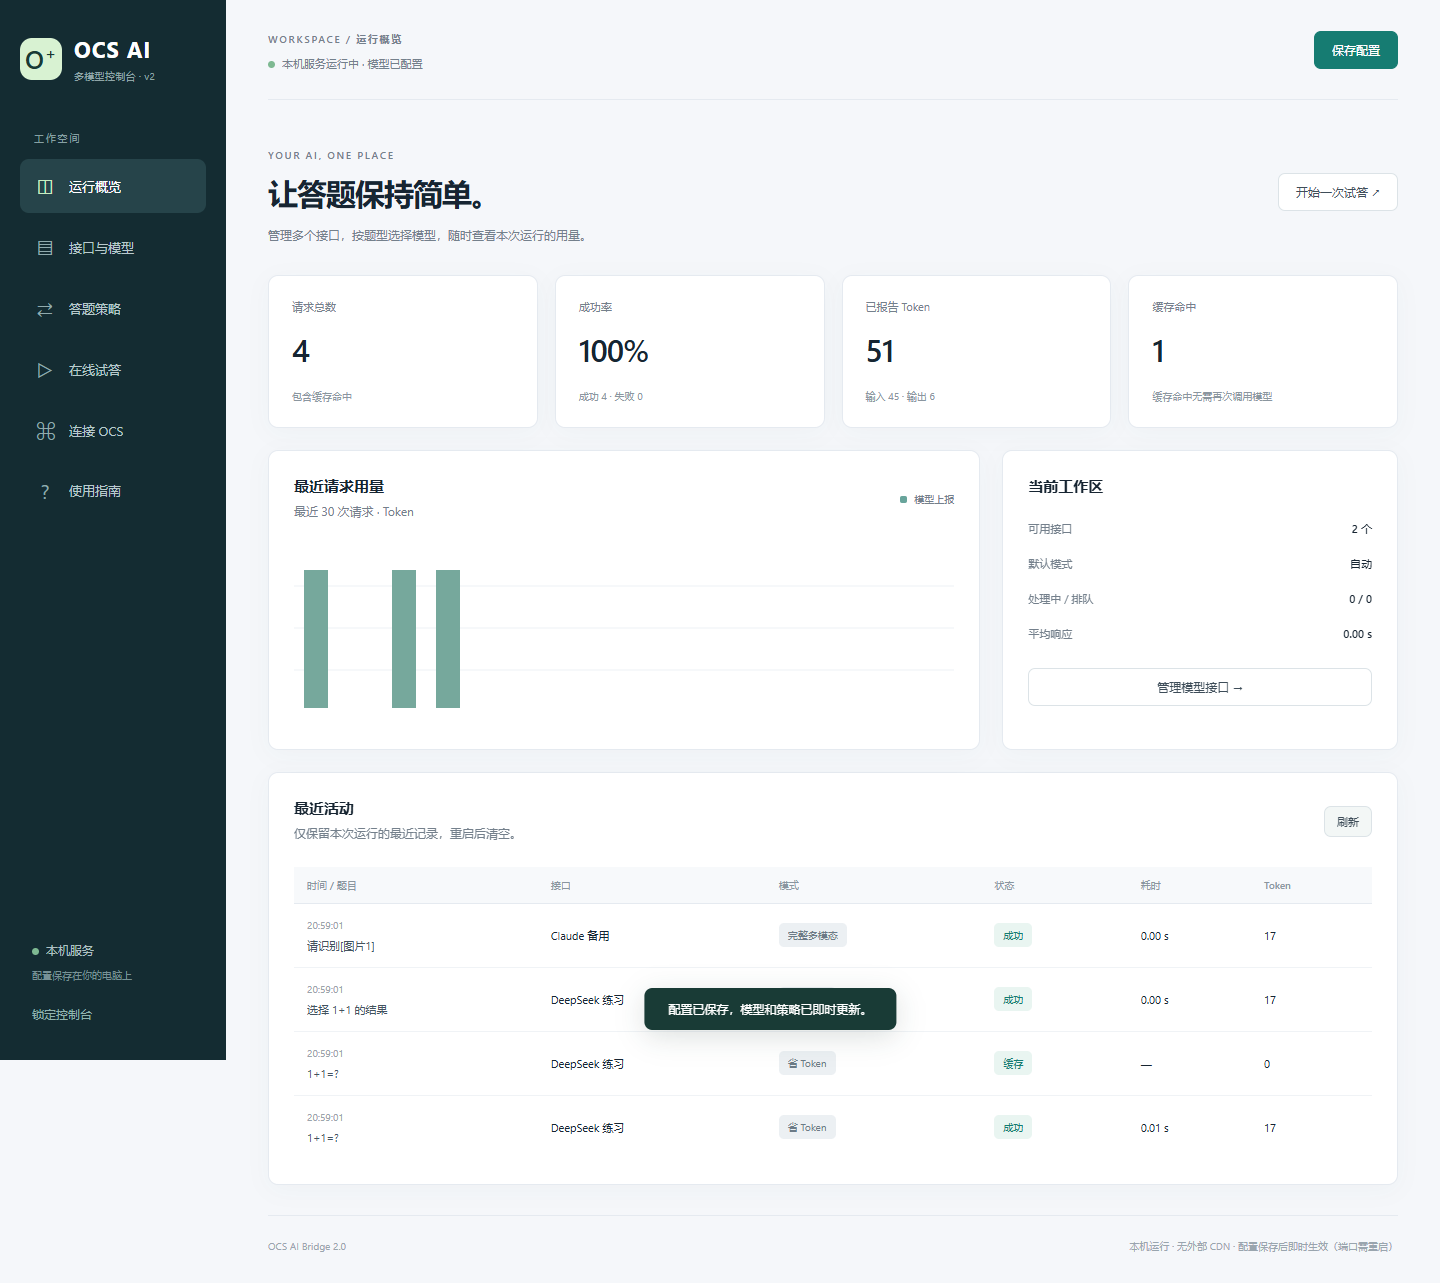 O+
OCS AI
多模型控制台 · v2
工作空间
运行概览
接口与模型
答题策略
在线试答
连接 OCS
? 使用指南
本机服务
配置保存在你的电脑上
锁定控制台
WORKSPACE / 运行概览
本机服务运行中 · 模型已配置
保存配置
YOUR AI, ONE PLACE
让答题保持简单。
管理多个接口，按题型选择模型，随时查看本次运行的用量。
开始一次试答 ↗
请求总数
4
包含缓存命中
成功率
100%
成功 4 · 失败 0
已报告 Token
51
输入 45 · 输出 6
缓存命中
1
缓存命中无需再次调用模型
最近请求用量
最近 30 次请求 · Token
模型上报
当前工作区
可用接口 2 个
默认模式 自动
处理中 / 排队 0 / 0
平均响应 0.00 s
管理模型接口 →
最近活动
仅保留本次运行的最近记录，重启后清空。
刷新
时间 / 题目 接口 模式 状态 耗时 Token
20:59:01
请识别[图片1] Claude 备用 完整多模态 成功 0.00 s 17
20:59:01
选择 1+1 的结果 DeepSeek 练习 成功 0.00 s 17
配置已保存，模型和策略已即时更新。
20:59:01
1+1=? DeepSeek 练习 省 Token 缓存 — 0
20:59:01
1+1=? DeepSeek 练习 省 Token 成功 0.01 s 17
OCS AI Bridge 2.0
本机运行 · 无外部 CDN · 配置保存后即时生效（端口需重启）